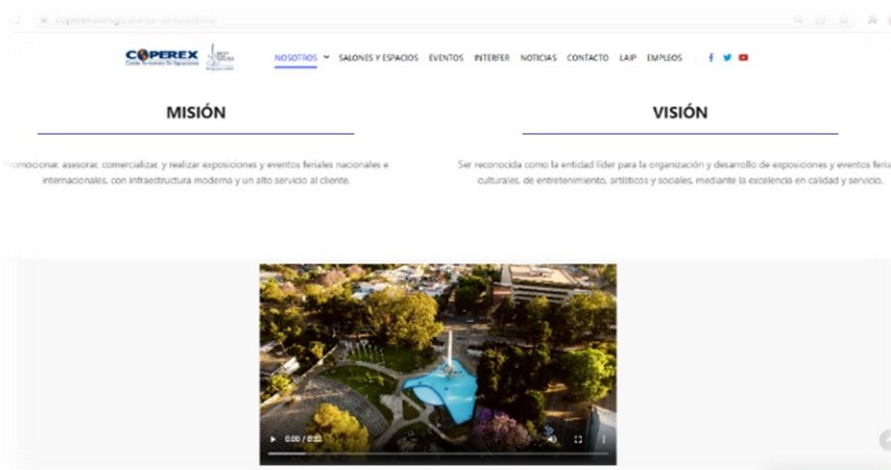 COPEREX
NOSOTROS SALONES Y ESPACIOS EVENTOS INTERFER NOTICIAS CONTACTO LAIP EMPLEOS
MISIÓN
asesorar, comercializar, y realizar exposiciones y eventos feriales nacionales e
internacionales, con infraestructura moderna y un alto servicio al cliente.
VISIÓN
Ser reconocida como la entidad líder para la organización y desarrollo de exposiciones y eventos feria
culturales, de entretenimiento, artísticos y sociales, mediante la excelencia en calidad y servicio.